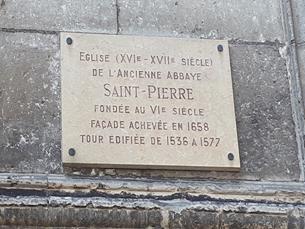 EGLISE (XVIE-XVIIE SIÈCLE)
DE L'ANCIENNE ABBAYE
SAINT-PIERRE
FONDÉE AU VIE SIÈCLE
FAÇADE ACHEVÉE EN 1658
TOUR EDIFIÉE DE 1536 A 1577